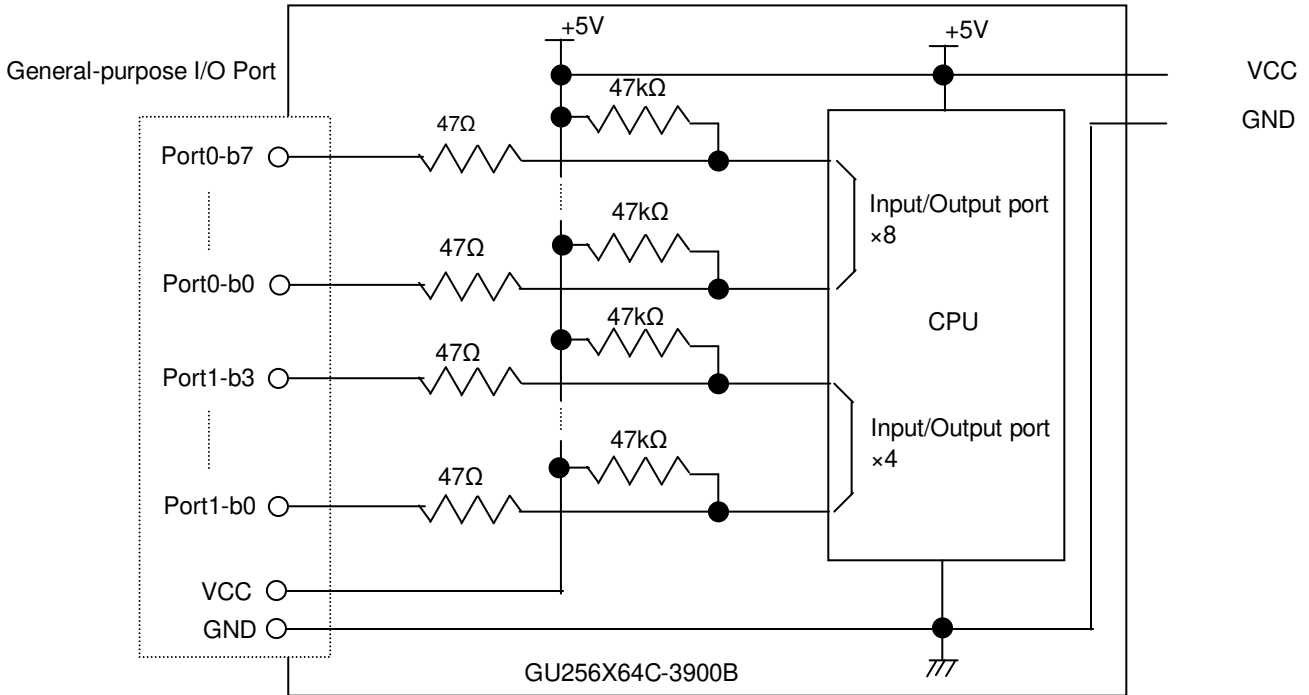 +5V
+5V
General-purpose I/O Port
VCC
47kΩ
GND
47Ω
Port0-b7
47kΩ
Input/Output port
×8
47Ω
Port0-b0
47kΩ
CPU
47Ω
Port1-b3
47kΩ
Input/Output port
×4
47Ω
Port1-b0
VCC
GND
GU256X64C-3900B